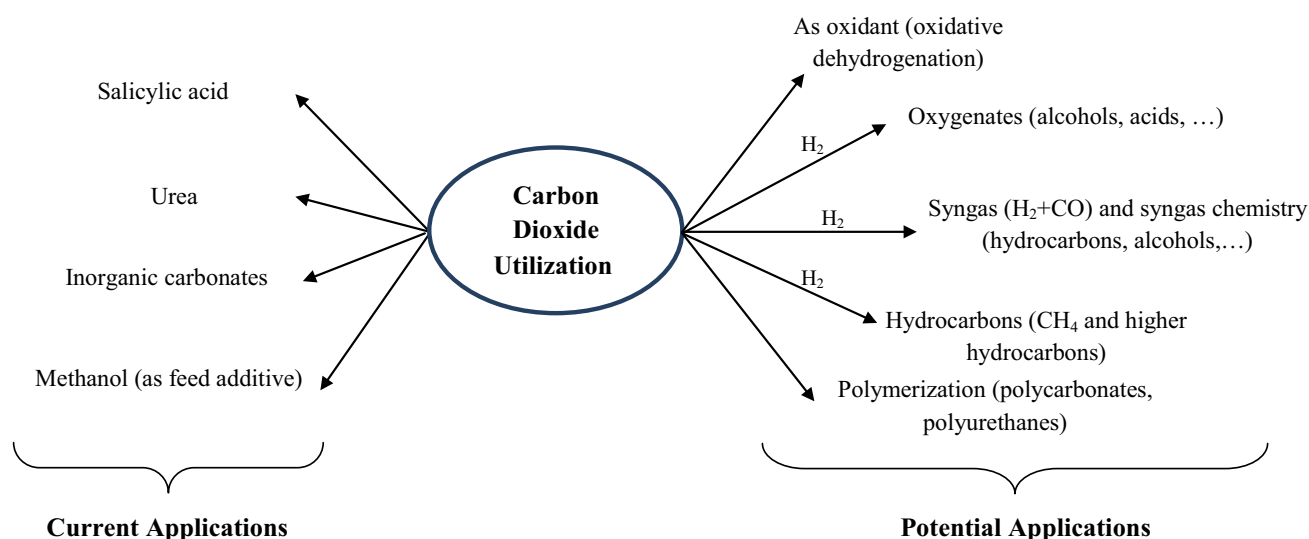 Salicylic acid
Urea
Inorganic carbonates
Methanol (as feed additive)
Current Applications
Carbon
Dioxide
Utilization
As oxidant (oxidative
dehydrogenation)
H₂
Oxygenates (alcohols, acids, …)
H₂
Syngas (H₂+CO) and syngas chemistry
(hydrocarbons, alcohols,…)
H₂
Hydrocarbons (CH₄ and higher
hydrocarbons)
Polymerization (polycarbonates,
polyurethanes)
Potential Applications